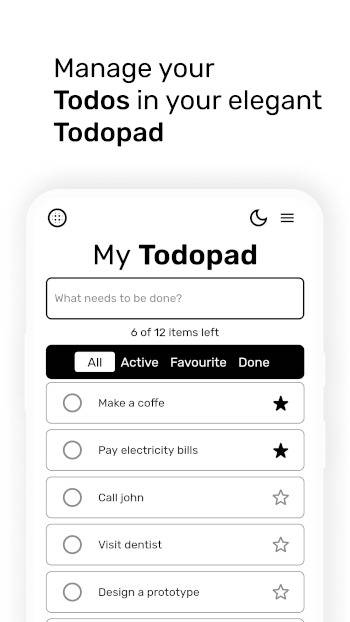 Manage your
Todos in your elegant
Todopad
My Todopad
What needs to be done?
6 of 12 items left
All Active Favourite Done
Make a coffe
Pay electricity bills
Call john
Visit dentist
Design a prototype